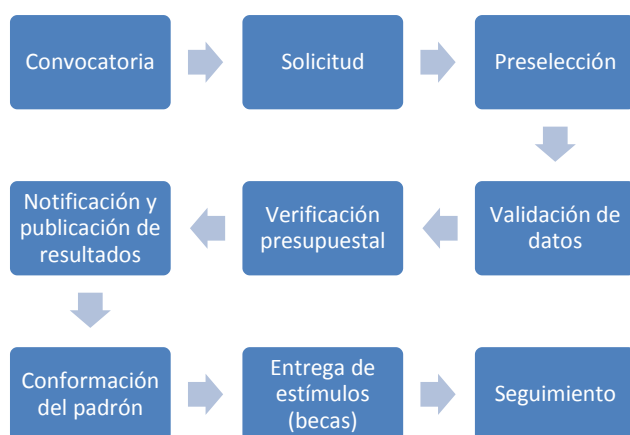 Convocatoria
Solicitud
Preselección
Validación de
datos
Verificación
presupuestal
Notificación y
publicación de
resultados
Conformación
del padrón
Entrega de
estímulos
(becas)
Seguimiento